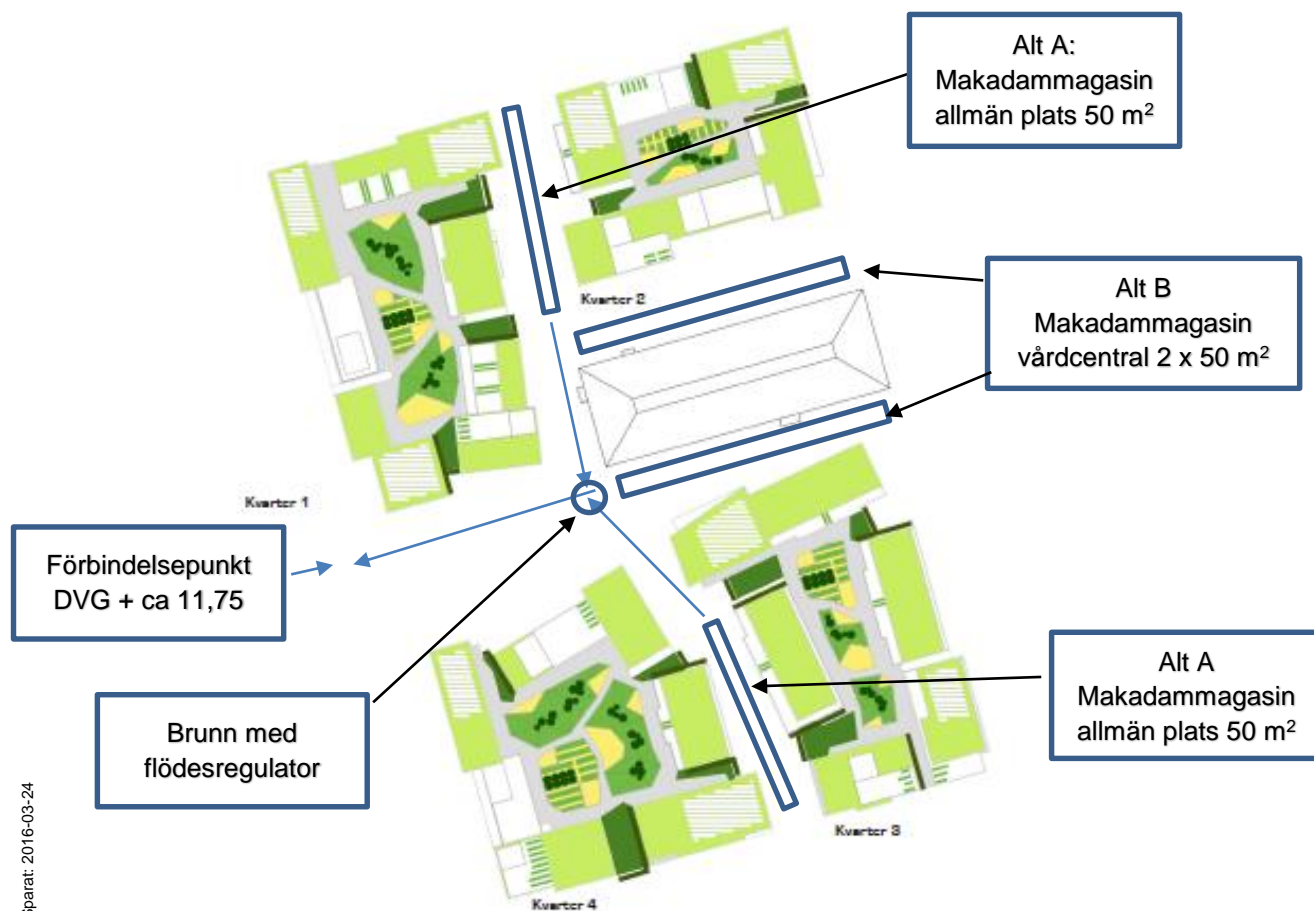 Alt A:
Makadammagasin
allmän plats 50 m²
Kvarter 2
Alt B
Makadammagasin
vårdcentral 2 x 50 m²
Kvarter 1
Förbindelsepunkt
DVG + ca 11,75
Alt A
Makadammagasin
allmän plats 50 m²
Brunn med
flödesregulator
Kvarter 3
Kvarter 4
Sparat: 2016-03-24